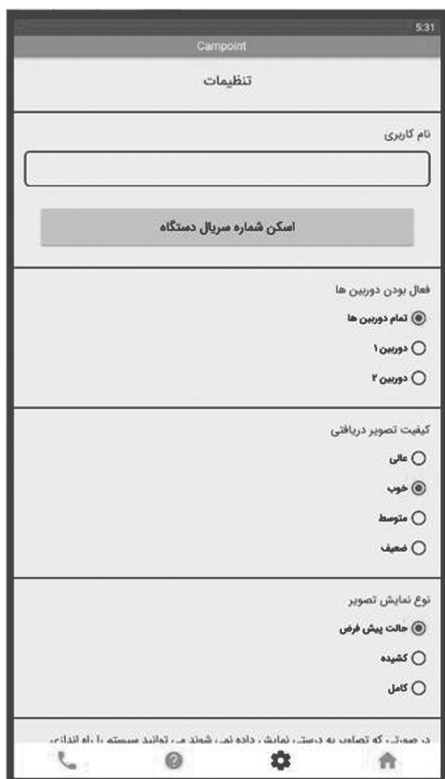 5:31
Campoint
تنظیمات
نام کاربری
اسکن شماره سریال دستگاه
فعال بودن دوربین ها
تمام دوربین ها
دوربین ۱
دوربین ۲
کیفیت تصویر دریافتی
عالی
خوب
متوسط
ضعیف
نوع نمایش تصویر
حالت پیش فرض
کشیده
کامل
در صورتی که تصاویر به درستی نمایش داده نمی شوند می توانید سیستم را راه اندازی